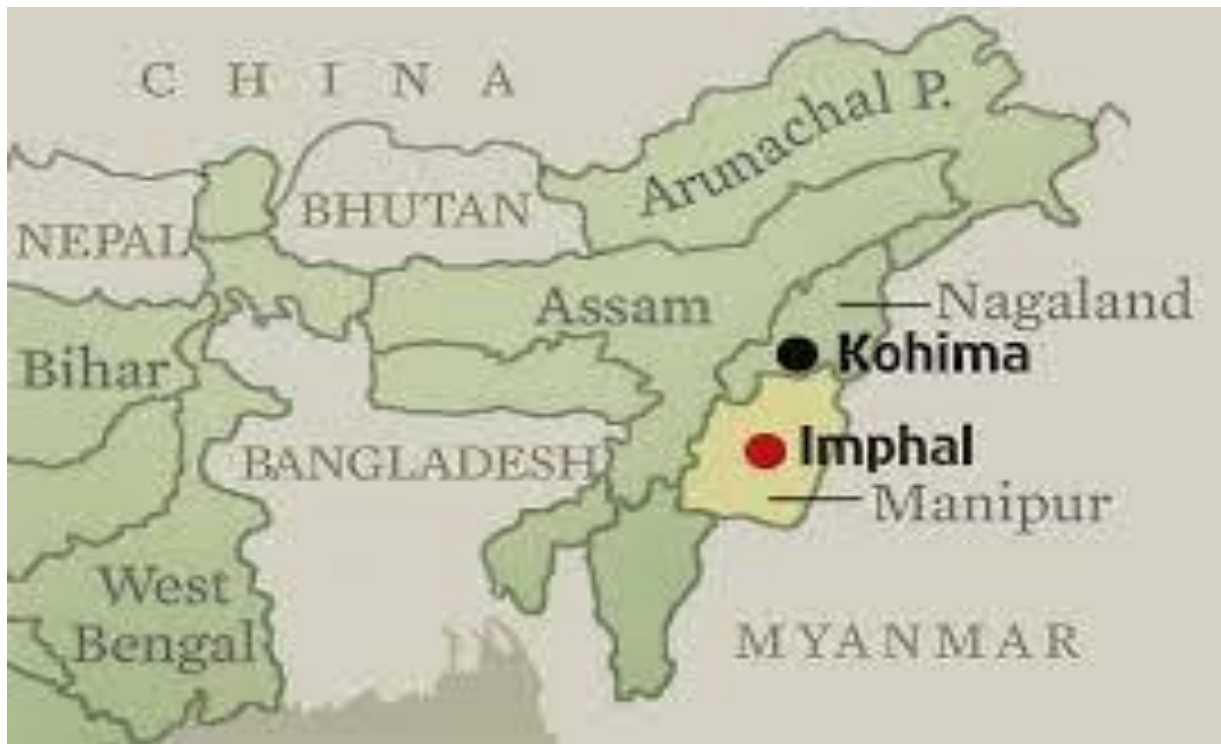 CHINA
Arunachal P.
BHUTAN
NEPAL
Assam
Nagaland
Kohima
Bihar
Imphal
BANGLADESH
Manipur
West
Bengal
MYANMAR